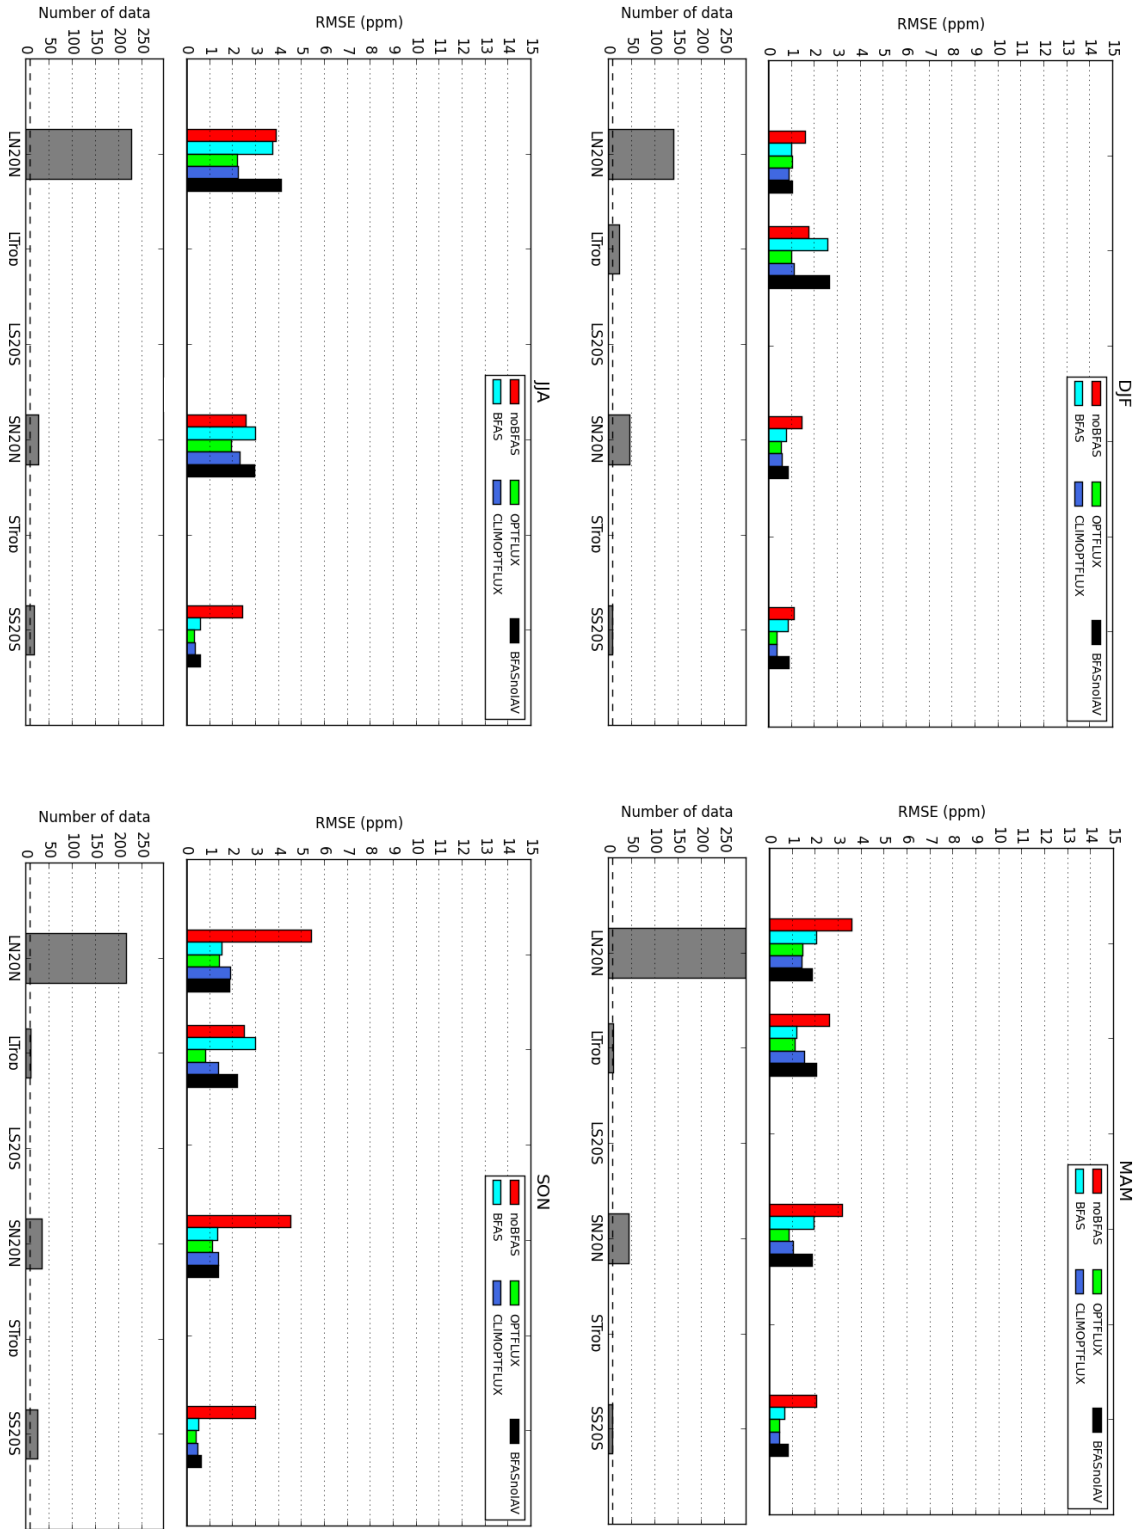 DJF
RMSE (ppm)
15
14
13
12
11
10
9
8
7
6
5
4
3
2
1
0
noBFAS
BFAS
OPTFLUX
CLIMOPTFLUX
BFASnoIAV
Number of data
250
200
150
100
50
0
LN20N LTrop LS20S SN20N STrop SS20S
MAM
RMSE (ppm)
15
14
13
12
11
10
9
8
7
6
5
4
3
2
1
0
noBFAS
BFAS
OPTFLUX
CLIMOPTFLUX
BFASnoIAV
Number of data
250
200
150
100
50
0
LN20N LTrop LS20S SN20N STrop SS20S
JJA
RMSE (ppm)
15
14
13
12
11
10
9
8
7
6
5
4
3
2
1
0
noBFAS
BFAS
OPTFLUX
CLIMOPTFLUX
BFASnoIAV
Number of data
250
200
150
100
50
0
LN20N LTrop LS20S SN20N STrop SS20S
SON
RMSE (ppm)
15
14
13
12
11
10
9
8
7
6
5
4
3
2
1
0
noBFAS
BFAS
OPTFLUX
CLIMOPTFLUX
BFASnoIAV
Number of data
250
200
150
100
50
0
LN20N LTrop LS20S SN20N STrop SS20S